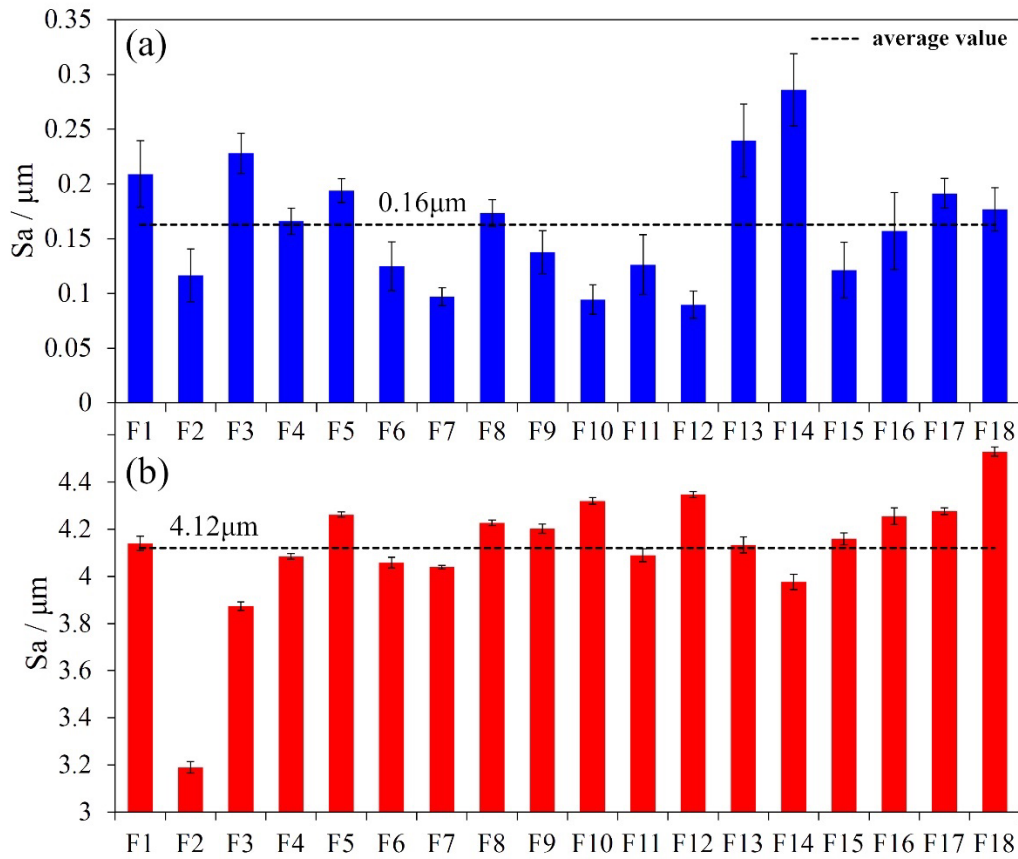 (a)
average value
0.35
0.3
0.25
0.2
0.15
0.1
0.05
0
Sa / μm
0.16μm
F1 F2 F3 F4 F5 F6 F7 F8 F9 F10 F11 F12 F13 F14 F15 F16 F17 F18
(b)
4.4
4.2
4
3.8
3.6
3.4
3.2
3
Sa / μm
4.12μm
F1 F2 F3 F4 F5 F6 F7 F8 F9 F10 F11 F12 F13 F14 F15 F16 F17 F18